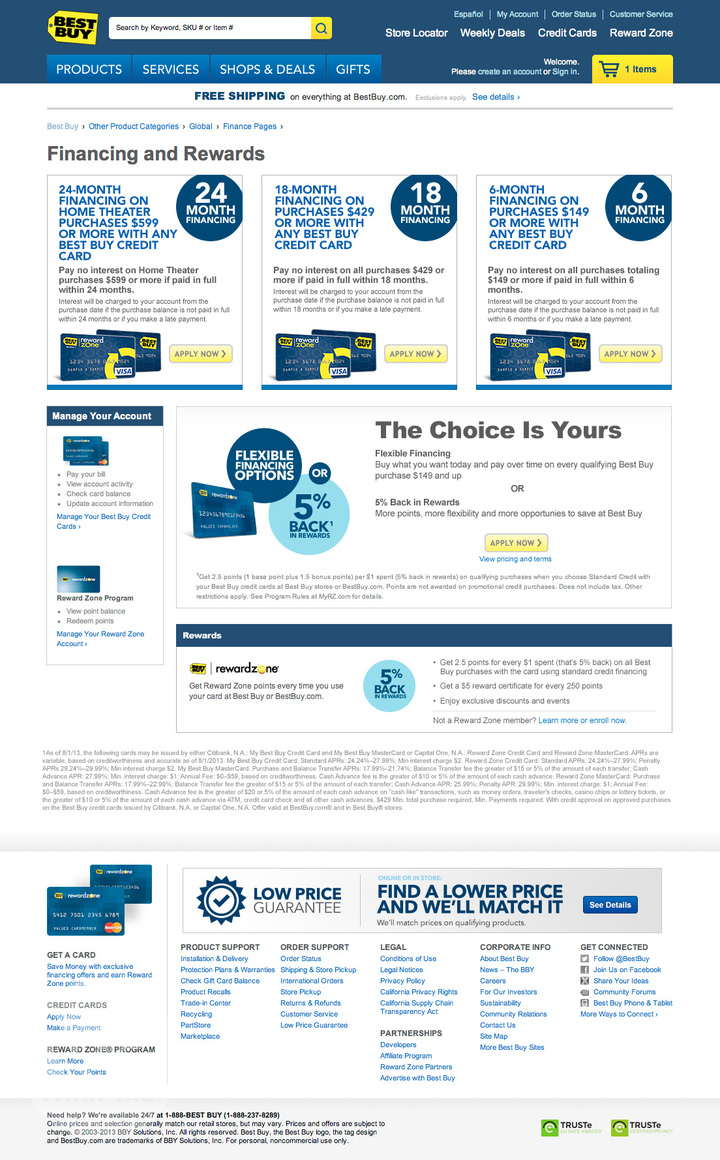 BEST BUY
Search by Keyword, SKU # or Item #
Español | My Account | Order Status | Customer Service
Store Locator Weekly Deals Credit Cards Reward Zone
PRODUCTS SERVICES SHOPS & DEALS GIFTS
Welcome.
Please create an account or Sign in.
1 Items
FREE SHIPPING on everything at BestBuy.com. Exclusions apply. See details ›
Best Buy › Other Product Categories › Global › Finance Pages ›
Financing and Rewards
24-MONTH
FINANCING ON
HOME THEATER
PURCHASES $599
OR MORE WITH ANY
BEST BUY CREDIT
CARD
24
MONTH
FINANCING
Pay no interest on Home Theater
purchases $599 or more if paid in full
within 24 months.
Interest will be charged to your account from the
purchase date if the purchase balance is not paid in full
within 24 months or if you make a late payment.
APPLY NOW ›
18-MONTH
FINANCING ON
PURCHASES $429
OR MORE WITH
ANY BEST BUY
CREDIT CARD
18
MONTH
FINANCING
Pay no interest on all purchases $429 or
more if paid in full within 18 months.
Interest will be charged to your account from the
purchase date if the purchase balance is not paid in full
within 18 months or if you make a late payment.
APPLY NOW ›
6-MONTH
FINANCING ON
PURCHASES $149
OR MORE WITH
ANY BEST BUY
CREDIT CARD
6
MONTH
FINANCING
Pay no interest on all purchases totaling
$149 or more if paid in full within 6
months.
Interest will be charged to your account from the
purchase date if the purchase balance is not paid in full
within 6 months or if you make a late payment.
APPLY NOW ›
Manage Your Account
Pay your bill
View account activity
Check card balance
Update account information
Manage Your Best Buy Credit
Cards ›
Reward Zone Program
View point balance
Redeem points
Manage Your Reward Zone
Account ›
FLEXIBLE
FINANCING
OPTIONS
OR
5%
BACK¹
IN REWARDS
The Choice Is Yours
Flexible Financing
Buy what you want today and pay over time on every qualifying Best Buy
purchase $149 and up
OR
5% Back in Rewards
More points, more flexibility and more opportunies to save at Best Buy
APPLY NOW ›
View pricing and terms
¹Get 2.5 points (1 base point plus 1.5 bonus points) per $1 spent (5% back in rewards) on qualifying purchases when you choose Standard Credit with
your Best Buy credit cards at Best Buy stores or BestBuy.com. Points are not awarded on promotional credit purchases. Does not include tax. Other
restrictions apply. See Program Rules at MyRZ.com for details.
Rewards
BEST BUY | rewardzone
Get Reward Zone points every time you use
your card at Best Buy or BestBuy.com.
5%
BACK
IN REWARDS
Get 2.5 points for every $1 spent (that's 5% back) on all Best
Buy purchases with the card using standard credit financing
Get a $5 reward certificate for every 250 points
Enjoy exclusive discounts and events
Not a Reward Zone member? Learn more or enroll now.
1As of 8/1/13, the following cards may be issued by either Citibank, N.A.: My Best Buy Credit Card and My Best Buy MasterCard or Capital One, N.A.: Reward Zone Credit Card and Reward Zone MasterCard. APRs are
variable, based on creditworthiness and accurate as of 8/1/2013. My Best Buy Credit Card: Standard APRs: 24.24%–27.99%, Min interest charge $2. Reward Zone Credit Card: Standard APRs: 24.24%–27.99%; Penalty
APRs 29.24%–29.99%; Min interest charge $2. My Best Buy MasterCard: Purchase and Balance Transfer APRs: 17.99%–21.74%; Balance Transfer fee the greater of $15 or 5% of the amount of each transfer; Cash
Advance APR: 27.99%; Min. interest charge: $1; Annual Fee: $0–$59, based on creditworthiness. Cash Advance fee is the greater of $10 or 5% of the amount of each cash advance. Reward Zone MasterCard: Purchase
and Balance Transfer APRs: 17.99%–22.99%; Balance Transfer fee the greater of $15 or 5% of the amount of each transfer; Cash Advance APR: 25.99%; Penalty APR: 29.99%; Min. interest charge: $1; Annual Fee:
$0–$59, based on creditworthiness. Cash Advance fee is the greater of $20 or 5% of the amount of each cash advance on "cash like" transactions, such as money orders, traveler's checks, casino chips or lottery tickets, or
the greater of $10 or 5% of the amount of each cash advance via ATM, credit card check and all other cash advances. $429 Min. total purchase required. Min. Payments required. With credit approval on approved purchases
on the Best Buy credit cards issued by Citibank, N.A. or Capital One, N.A. Offer valid at BestBuy.com® and in Best Buy® stores.
GET A CARD
Save Money with exclusive
financing offers and earn Reward
Zone points.
CREDIT CARDS
Apply Now
Make a Payment
REWARD ZONE® PROGRAM
Learn More
Check Your Points
LOW PRICE
GUARANTEE
ONLINE OR IN STORE:
FIND A LOWER PRICE
AND WE'LL MATCH IT
We'll match prices on qualifying products.
See Details
PRODUCT SUPPORT
Installation & Delivery
Protection Plans & Warranties
Check Gift Card Balance
Product Recalls
Trade-in Center
Recycling
PartStore
Marketplace
ORDER SUPPORT
Order Status
Shipping & Store Pickup
International Orders
Store Pickup
Returns & Refunds
Customer Service
Low Price Guarantee
LEGAL
Conditions of Use
Legal Notices
Privacy Policy
California Privacy Rights
California Supply Chain
Transparency Act
PARTNERSHIPS
Developers
Affiliate Program
Reward Zone Partners
Advertise with Best Buy
CORPORATE INFO
About Best Buy
News – The BBY
Careers
For Our Investors
Sustainability
Community Relations
Contact Us
Site Map
More Best Buy Sites
GET CONNECTED
Follow @BestBuy
Join Us on Facebook
Share Your Ideas
Community Forums
Best Buy Phone & Tablet
More Ways to Connect ›
Need help? We're available 24/7 at 1-888-BEST BUY (1-888-237-8289)
Online prices and selection generally match our retail stores, but may vary. Prices and offers are subject to
change. © 2003-2013 BBY Solutions, Inc. All rights reserved. Best Buy, the Best Buy logo, the tag design
and BestBuy.com are trademarks of BBY Solutions, Inc. For personal, noncommercial use only.
TRUSTe
TRUSTe